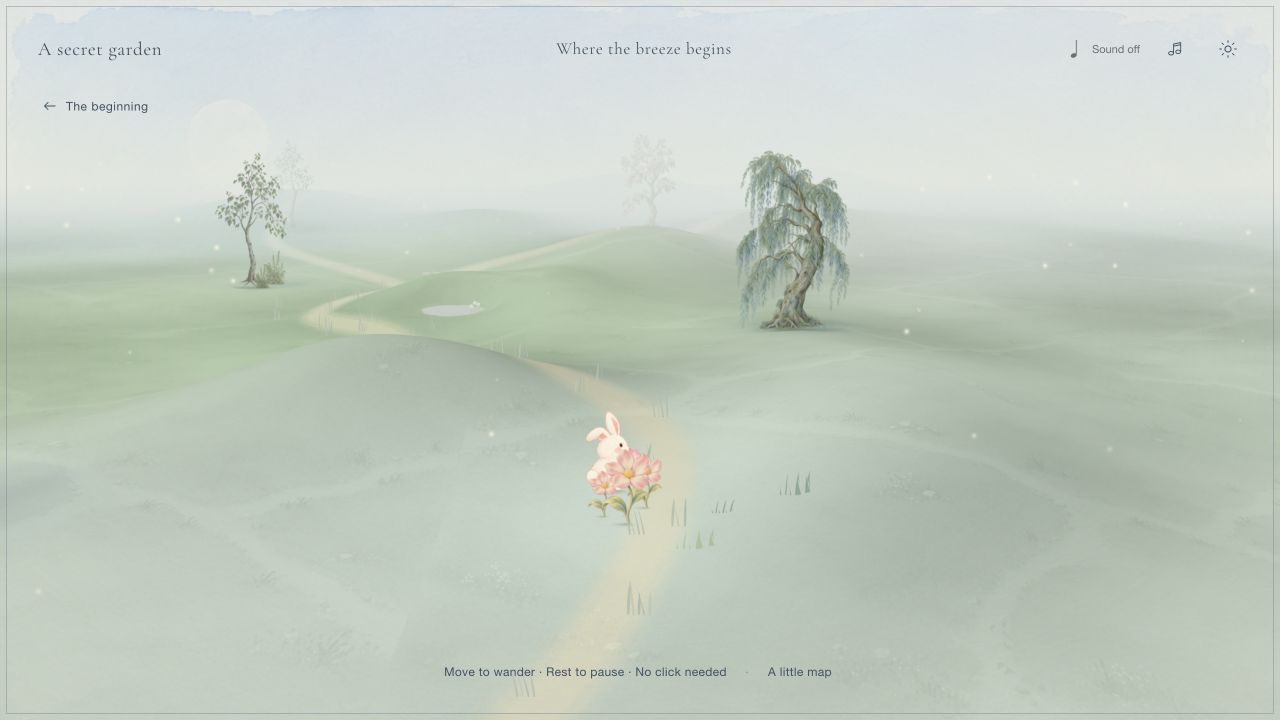 A secret garden
Where the breeze begins
Sound off
The beginning
Move to wander · Rest to pause · No click needed · A little map